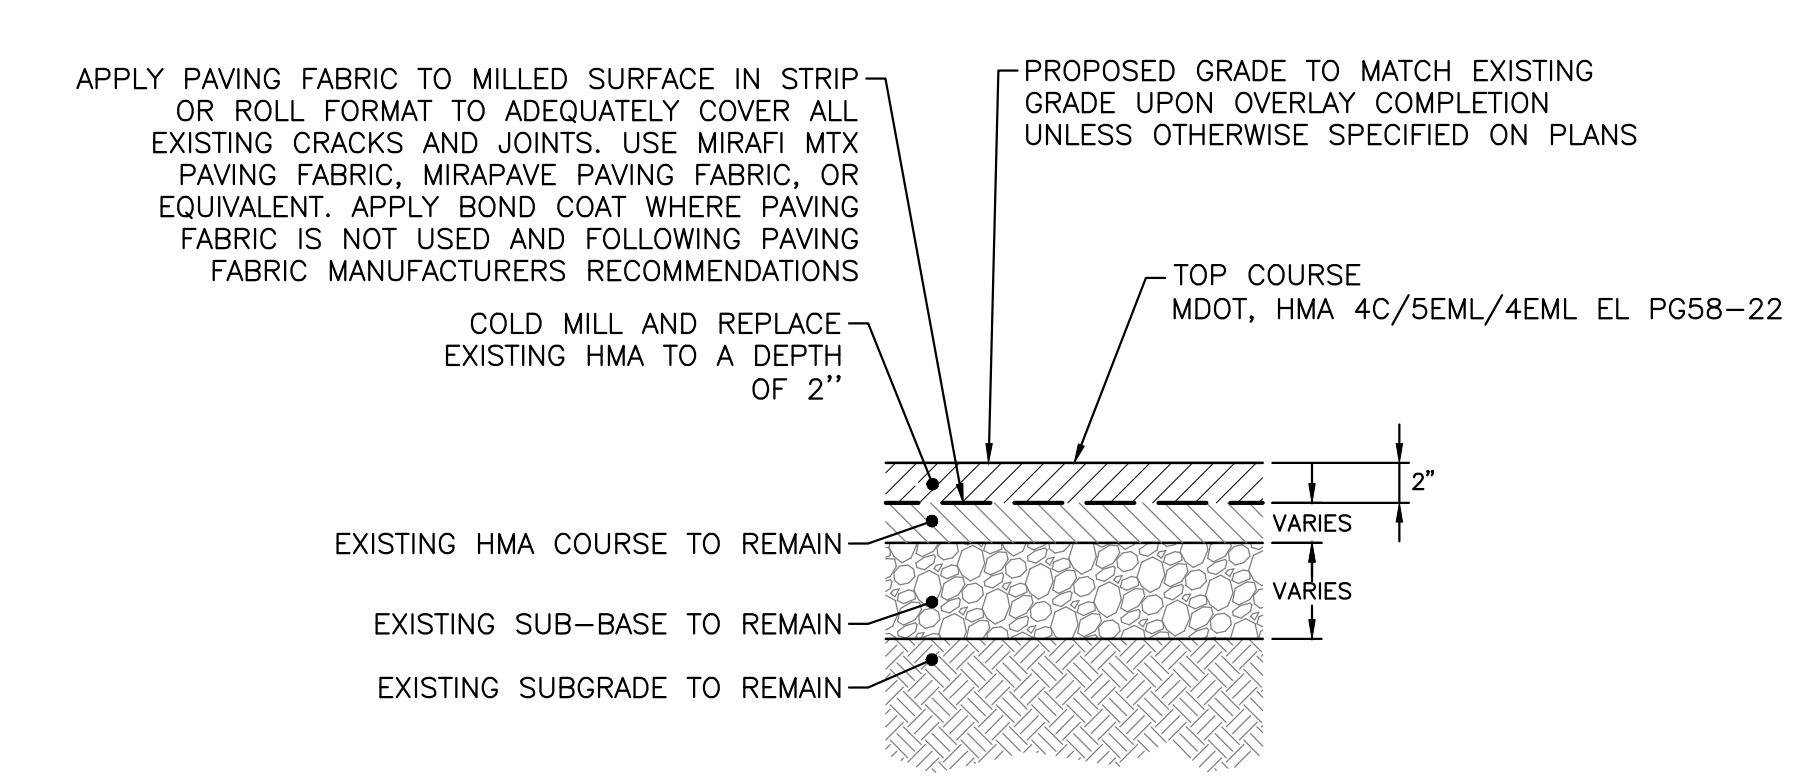 APPLY PAVING FABRIC TO MILLED SURFACE IN STRIP
OR ROLL FORMAT TO ADEQUATELY COVER ALL
EXISTING CRACKS AND JOINTS. USE MIRAFI MTX
PAVING FABRIC, MIRAPAVE PAVING FABRIC, OR
EQUIVALENT. APPLY BOND COAT WHERE PAVING
FABRIC IS NOT USED AND FOLLOWING PAVING
FABRIC MANUFACTURERS RECOMMENDATIONS
PROPOSED GRADE TO MATCH EXISTING
GRADE UPON OVERLAY COMPLETION
UNLESS OTHERWISE SPECIFIED ON PLANS
TOP COURSE
MDOT, HMA 4C/5EML/4EML EL PG58-22
COLD MILL AND REPLACE
EXISTING HMA TO A DEPTH
OF 2''
2"
VARIES
EXISTING HMA COURSE TO REMAIN
VARIES
EXISTING SUB-BASE TO REMAIN
EXISTING SUBGRADE TO REMAIN